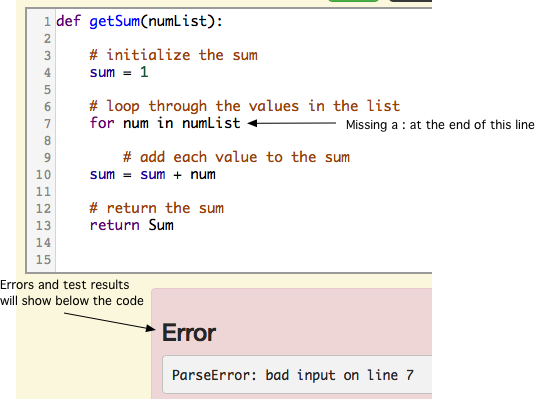 1 def getSum(numList):
2
3 # initialize the sum
4 sum = 1
5
6 # loop through the values in the list
7 for num in numList
Missing a : at the end of this line
8
9 # add each value to the sum
10 sum = sum + num
11
12 # return the sum
13 return Sum
14
15
Errors and test results
will show below the code
Error
ParseError: bad input on line 7